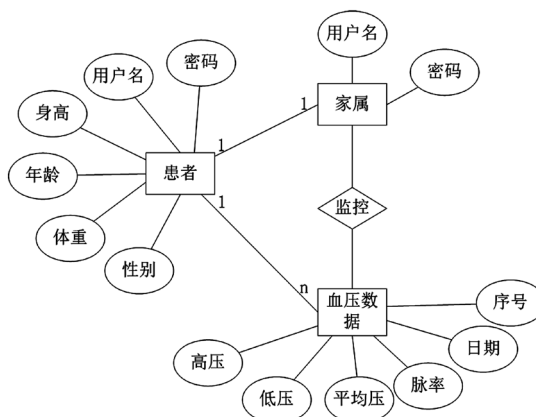 用户名
密码
用户名
密码
身高
家属
1
1
患者
年龄
1
监控
体重
性别
n
血压数
据
序号
日期
高压
脉率
低压
平均压